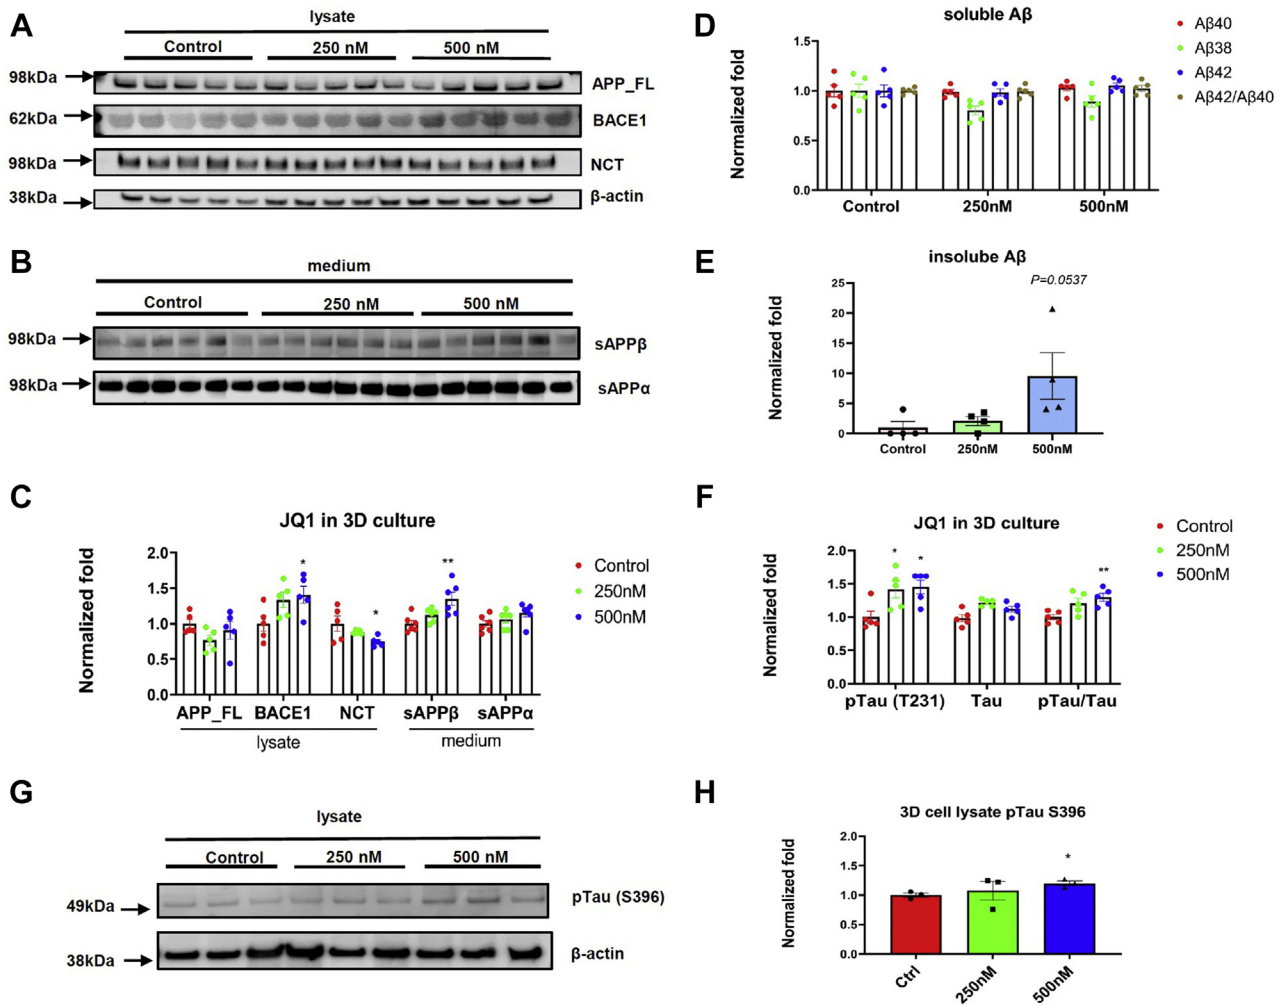 A
lysate
Control 250 nM 500 nM
98kDa APP_FL
62kDa BACE1
98kDa NCT
38kDa β-actin
B
medium
Control 250 nM 500 nM
98kDa sAPPβ
98kDa sAPPα
C
JQ1 in 3D culture
Normalized fold
2.0
1.5
1.0
0.5
0.0
* ** *
Control
250NM
500NM
APP_FL BACE1 NCT sAPPβ sAPPα
lysate medium
D
soluble Aβ
Normalized fold
1.5
1.0
0.5
0.0
Control 250nM 500nM
Aβ40
Aβ38
Aβ42
Aβ42/Aβ40
E
insolube Aβ
P=0.0537
Normalized fold
25
20
15
10
5
0
Control 250nM 500nM
F
JQ1 in 3D culture
Normalized fold
2.0
1.5
1.0
0.5
0.0
* * **
Control
250nM
500nM
pTau (T231) Tau pTau/Tau
G
lysate
Control 250 nM 500 nM
49kDa pTau (S396)
38kDa β-actin
H
3D cell lysate pTau S396
Normalized fold
2.0
1.5
1.0
0.5
0.0
*
Ctrl 250nM 500nM